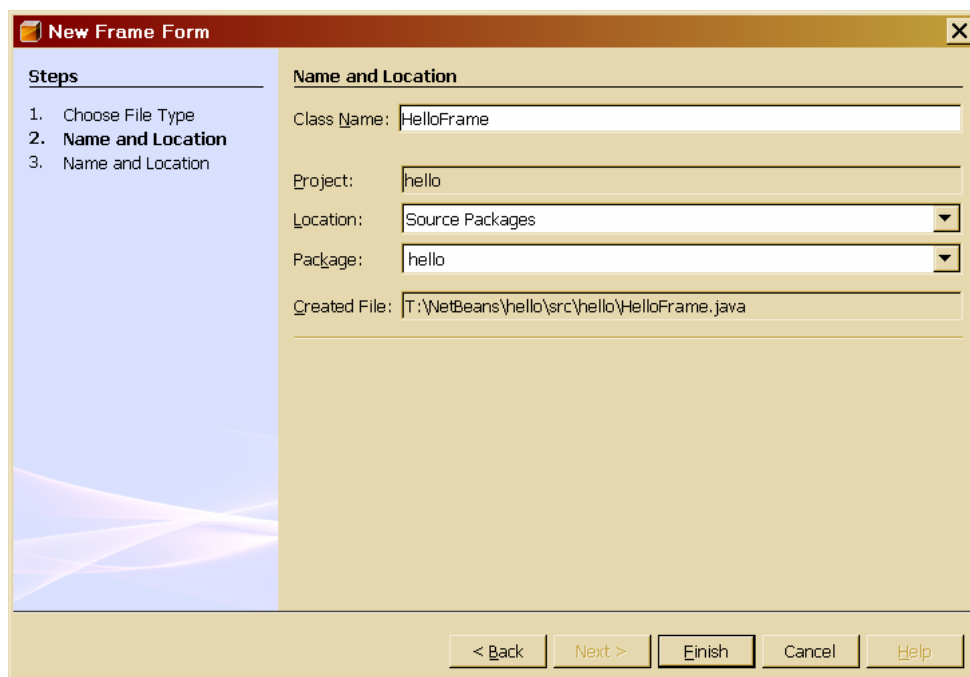 New Frame Form
Steps
1. Choose File Type
2. Name and Location
3. Name and Location
Name and Location
Class Name: HelloFrame
Project: hello
Location: Source Packages
Package: hello
Created File: T:\NetBeans\hello\src\hello\HelloFrame.java
< Back Next > Finish Cancel Help